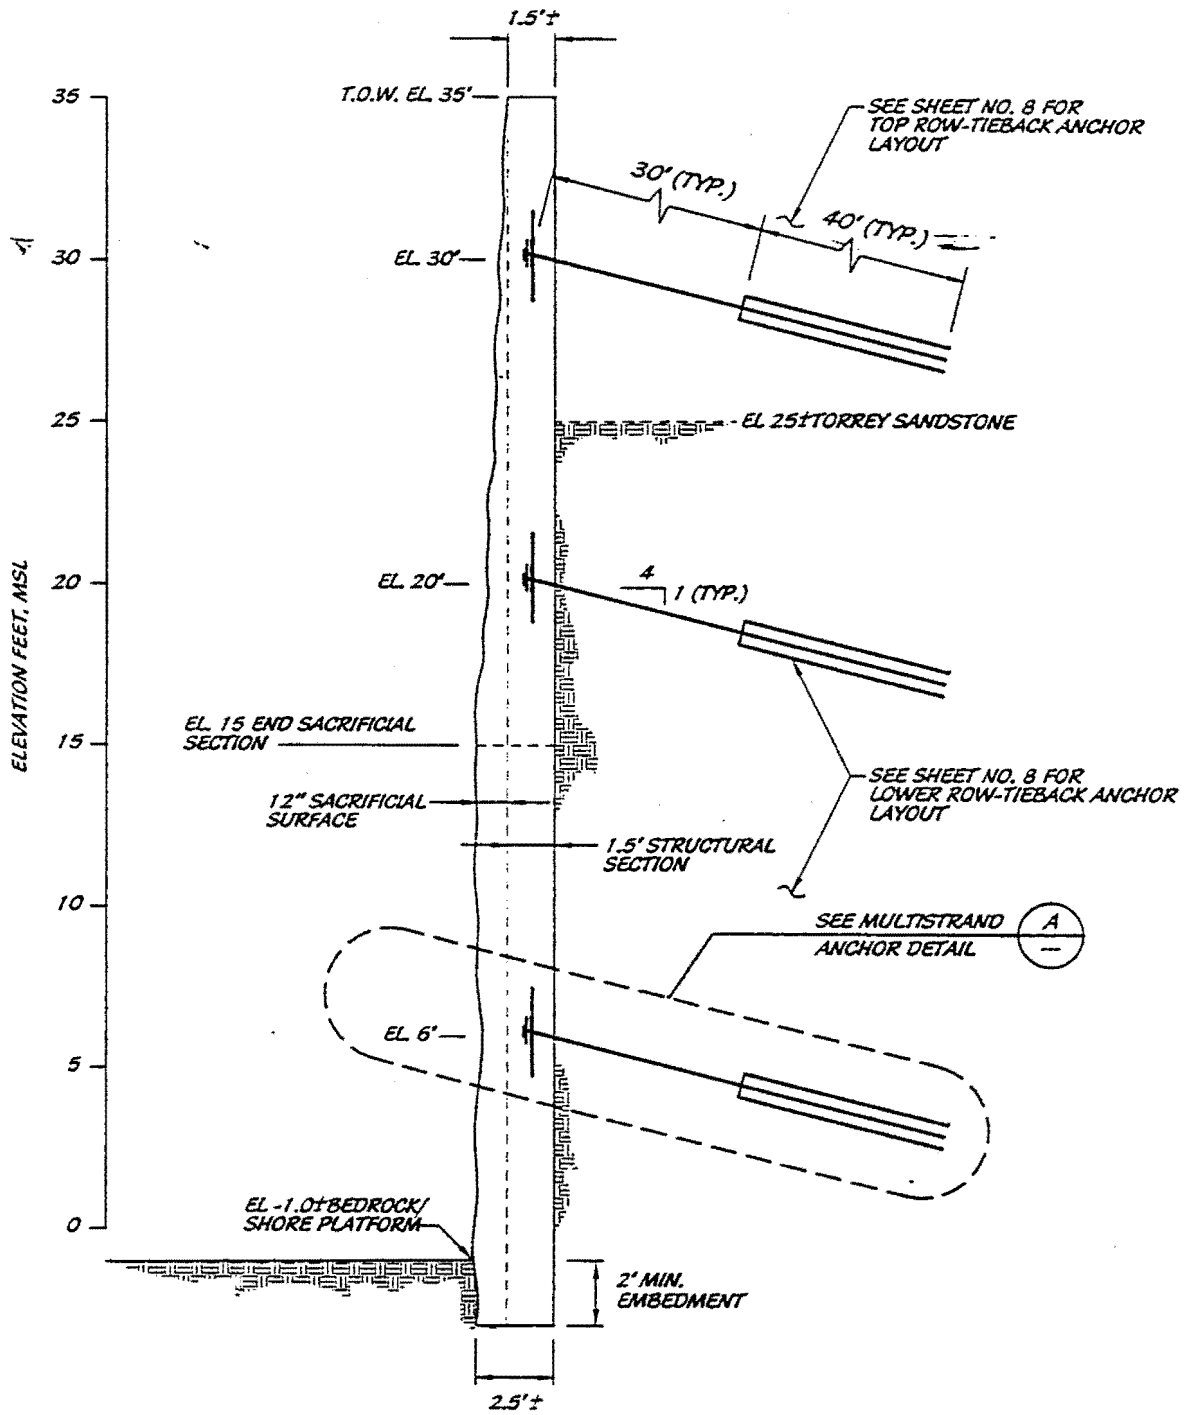 1.5'±
35
T.O.W. EL. 35'
SEE SHEET NO. 8 FOR
TOP ROW-TIEBACK ANCHOR
LAYOUT
30' (TYP.)
40' (TYP.)
30
EL. 30'
25
EL 25± TORREY SANDSTONE
ELEVATION FEET, MSL
20
EL. 20'
4
1 (TYP.)
EL. 15 END SACRIFICIAL
SECTION
15
12" SACRIFICIAL
SURFACE
SEE SHEET NO. 8 FOR
LOWER ROW-TIEBACK ANCHOR
LAYOUT
1.5' STRUCTURAL
SECTION
10
SEE MULTISTRAND
ANCHOR DETAIL
A
—
EL. 6'
5
EL -1.0± BEDROCK/
SHORE PLATFORM
0
2' MIN.
EMBEDMENT
2.5'±